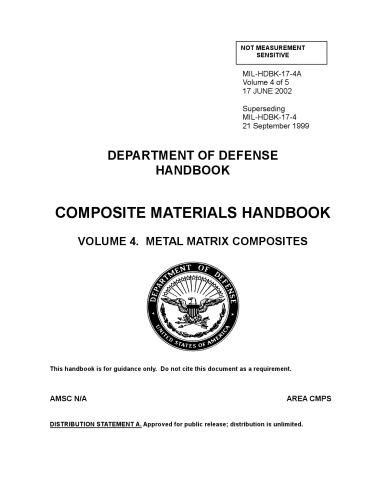 NOT MEASUREMENT
SENSITIVE
MIL-HDBK-17-4A
Volume 4 of 5
17 JUNE 2002
Superseding
MIL-HDBK-17-4
21 September 1999
DEPARTMENT OF DEFENSE
HANDBOOK
COMPOSITE MATERIALS HANDBOOK
VOLUME 4. METAL MATRIX COMPOSITES
DEPARTMENT OF DEFENSE
UNITED STATES OF AMERICA
This handbook is for guidance only. Do not cite this document as a requirement.
AMSC N/A AREA CMPS
DISTRIBUTION STATEMENT A. Approved for public release; distribution is unlimited.